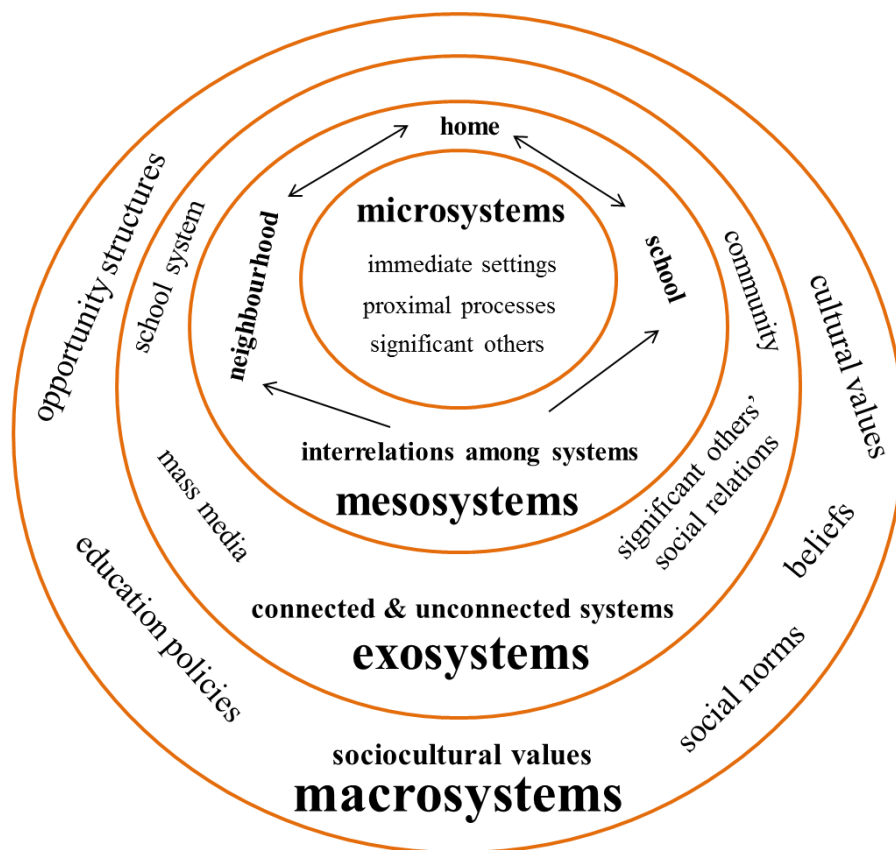 home
microsystems
immediate settings
proximal processes
significant others
neighbourhood
school
interrelations among systems
mesosystems
school system
community
mass media
significant others’
social relations
connected & unconnected systems
exosystems
opportunity structures
cultural values
beliefs
education policies
social norms
sociocultural values
macrosystems